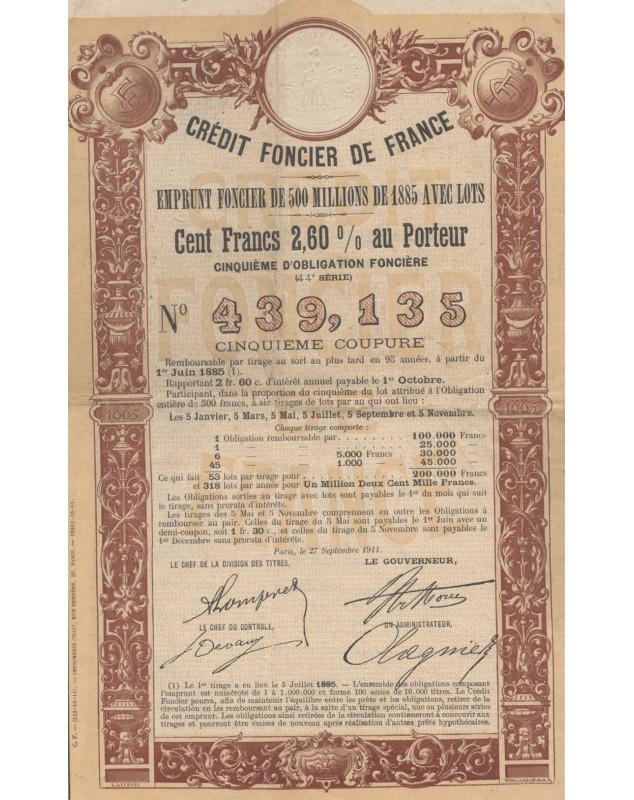 CRÉDIT FONCIER DE FRANCE
EMPRUNT FONCIER DE 500 MILLIONS DE 1885 AVEC LOTS
Cent Francs 2,60 % au Porteur
CINQUIÈME D'OBLIGATION FONCIÈRE
(44e SÉRIE)
No 439,135
CINQUIÈME COUPURE
Remboursable par tirage au sort au plus tard en 95 années, à partir du
1er Juin 1885 (1).
Rapportant 2 fr. 60 c. d'intérêt annuel payable le 1er Octobre.
Participant, dans la proportion du cinquième du lot attribué à l'Obligation
entière de 500 francs, à six tirages de lots par an qui ont lieu :
Les 5 Janvier, 5 Mars, 5 Mai, 5 Juillet, 5 Septembre et 5 Novembre.
Chaque tirage comporte :
1 Obligation remboursable par 100.000 Francs
1 — — 25.000 —
6 — 5.000 Francs 30.000 —
45 — 1.000 — 45.000 —
Ce qui fait 53 lots par tirage pour 200.000 Francs
et 318 lots par année pour Un Million Deux Cent Mille Francs.
Les Obligations sorties au tirage avec lots sont payables le 1er du mois qui suit
le tirage, sans prorata d'intérêts.
Les tirages des 5 Mai et 5 Novembre comprennent en outre les Obligations à
rembourser au pair. Celles du tirage du 5 Mai sont payables le 1er Juin avec un
demi-coupon, soit 1 fr. 30 c., et celles du tirage du 5 Novembre sont payables le
1er Décembre sans prorata d'intérêts.
Paris, le 27 Septembre 1911.
LE CHEF DE LA DIVISION DES TITRES,
LE GOUVERNEUR,
LE CHEF DU CONTROLE,
UN ADMINISTRATEUR,
(1) Le 1er tirage a eu lieu le 5 Juillet 1885. — L'ensemble des obligations composant
l'emprunt est numéroté de 1 à 1.000.000 et forme 100 séries de 10.000 titres. Le Crédit
Foncier pourra, afin de maintenir l'équilibre entre les prêts et les obligations, retirer de la
circulation en les remboursant au pair, à la suite d'un tirage spécial, une ou plusieurs séries
de cet emprunt. Les obligations ainsi retirées de la circulation continueront à concourir aux
tirages et pourront être émises de nouveau après réalisation d'autres prêts hypothécaires.